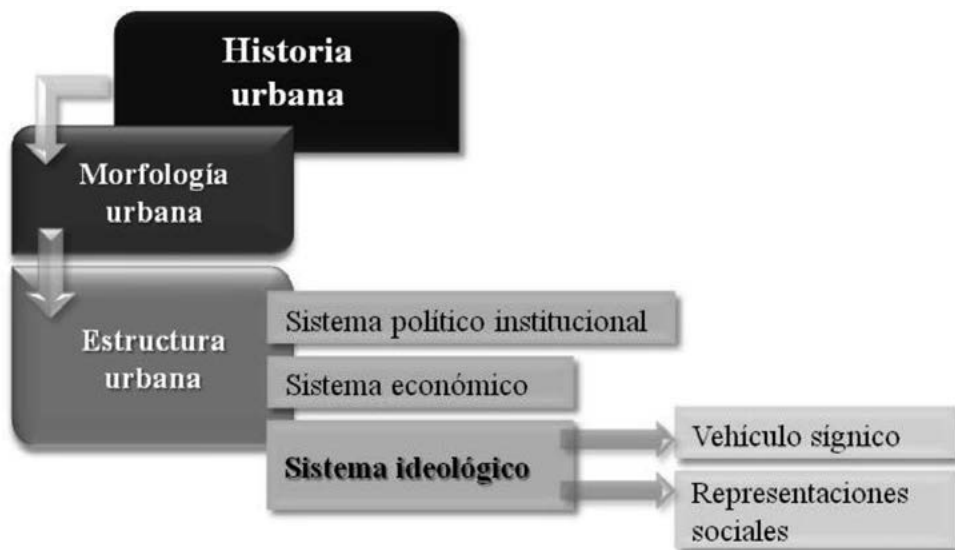 Historia
urbana
Morfología
urbana
Estructura
urbana
Sistema político institucional
Sistema económico
Sistema ideológico
Vehículo sígnico
Representaciones
sociales